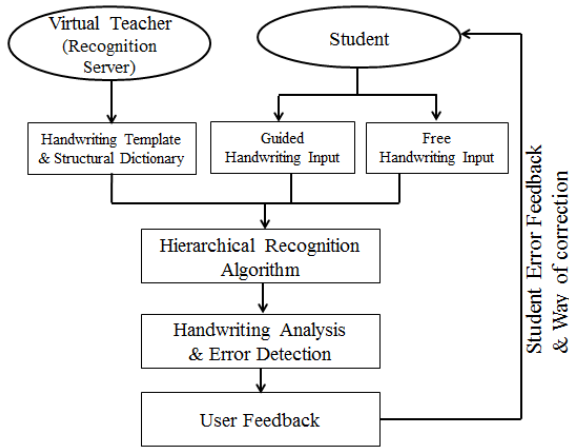 Virtual Teacher
(Recognition
Server)
Student
Handwriting Template
& Structural Dictionary
Guided
Handwriting Input
Free
Handwriting Input
Hierarchical Recognition
Algorithm
Handwriting Analysis
& Error Detection
User Feedback
Student Error Feedback
& Way of correction